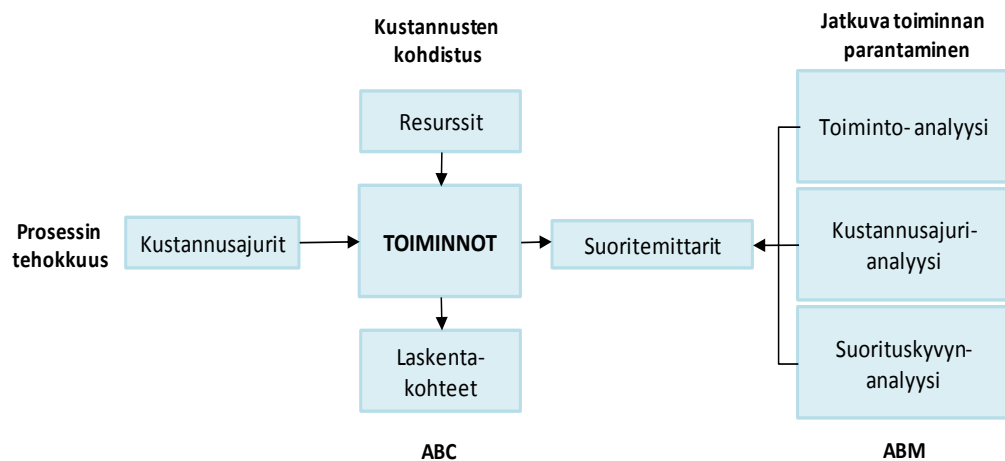 Kustannusten
kohdistus
Jatkuva toiminnan
parantaminen
Resurssit
Toiminto- analyysi
Prosessin
tehokkuus
Kustannusajurit
TOIMINNOT
Suoritemittarit
Kustannusajuri-
analyysi
Laskenta-
kohteet
Suorituskyvyn-
analyysi
ABC
ABM